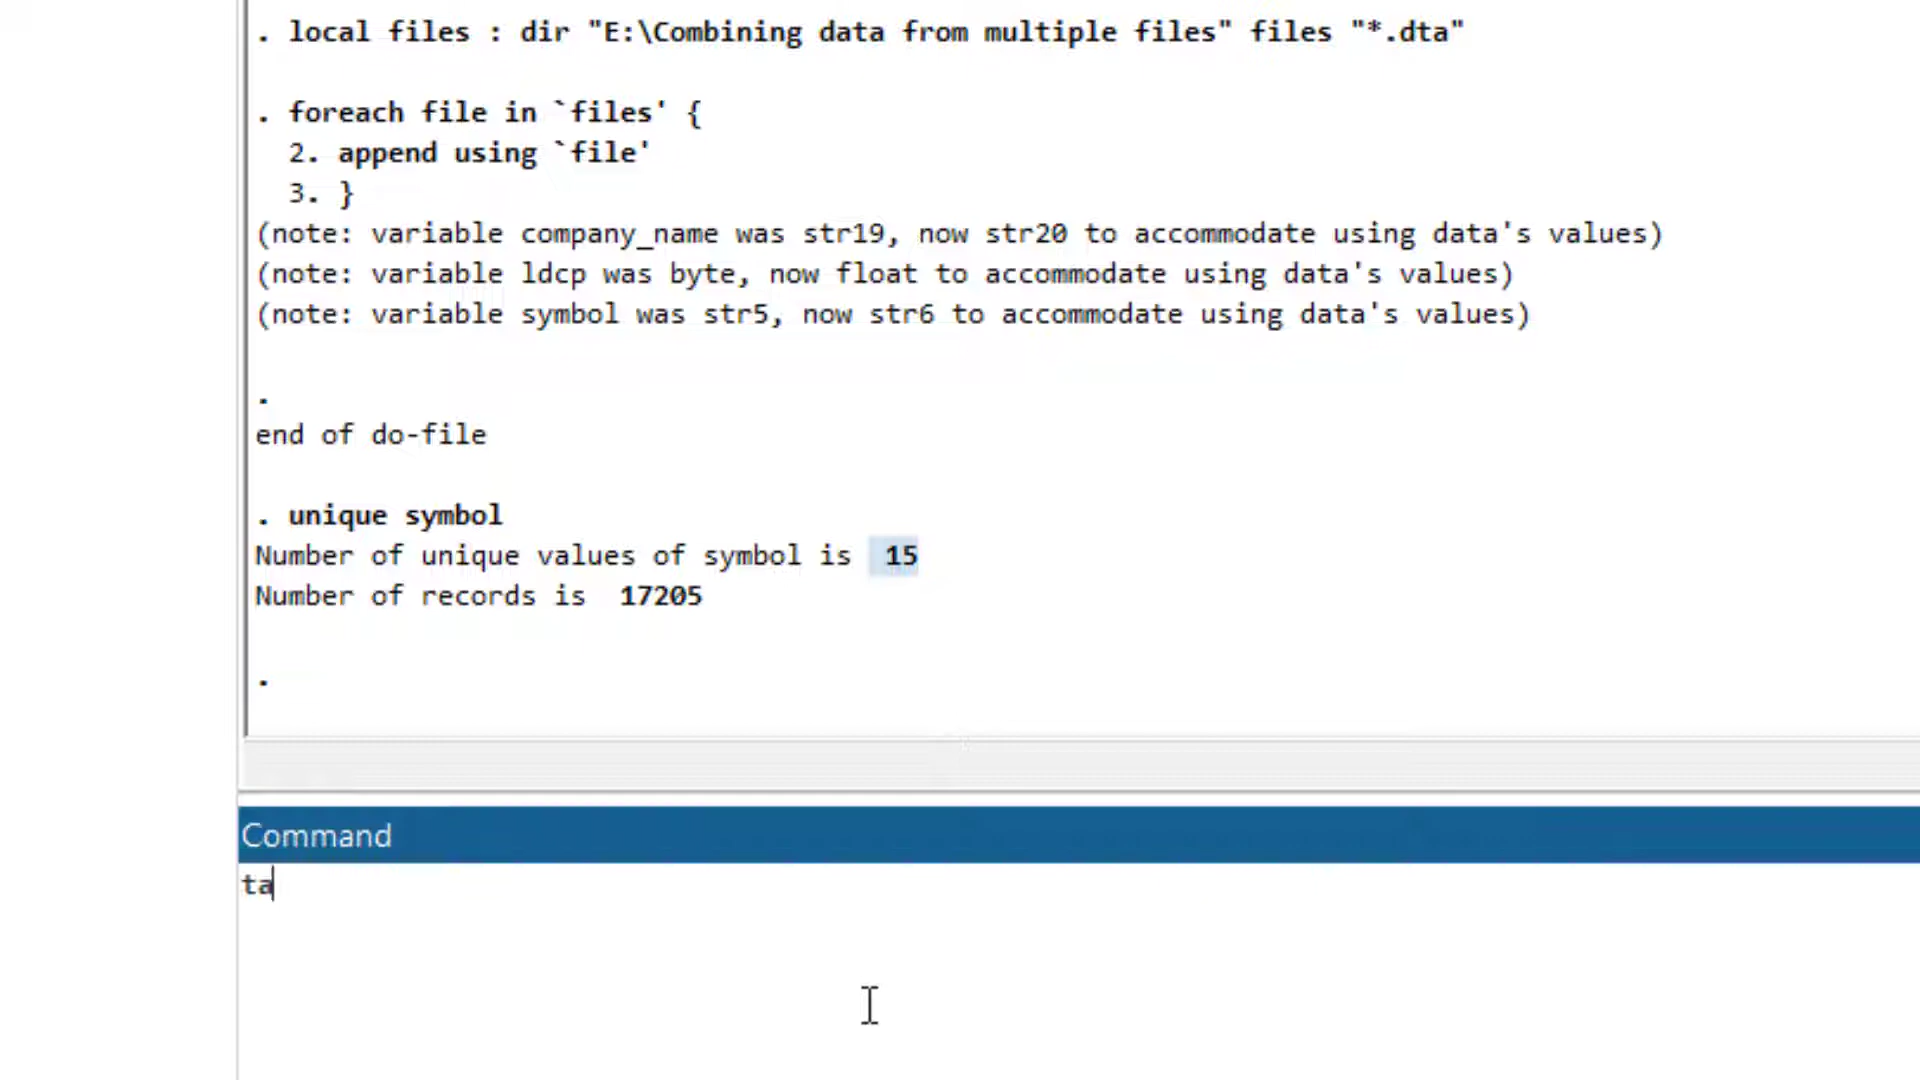 . local files : dir "E:\Combining data from multiple files" files "*.dta"
. foreach file in `files' {
2. append using `file'
3. }
(note: variable company_name was str19, now str20 to accommodate using data's values)
(note: variable ldcp was byte, now float to accommodate using data's values)
(note: variable symbol was str5, now str6 to accommodate using data's values)
.
end of do-file
. unique symbol
Number of unique values of symbol is 15
Number of records is 17205
.
Command
ta